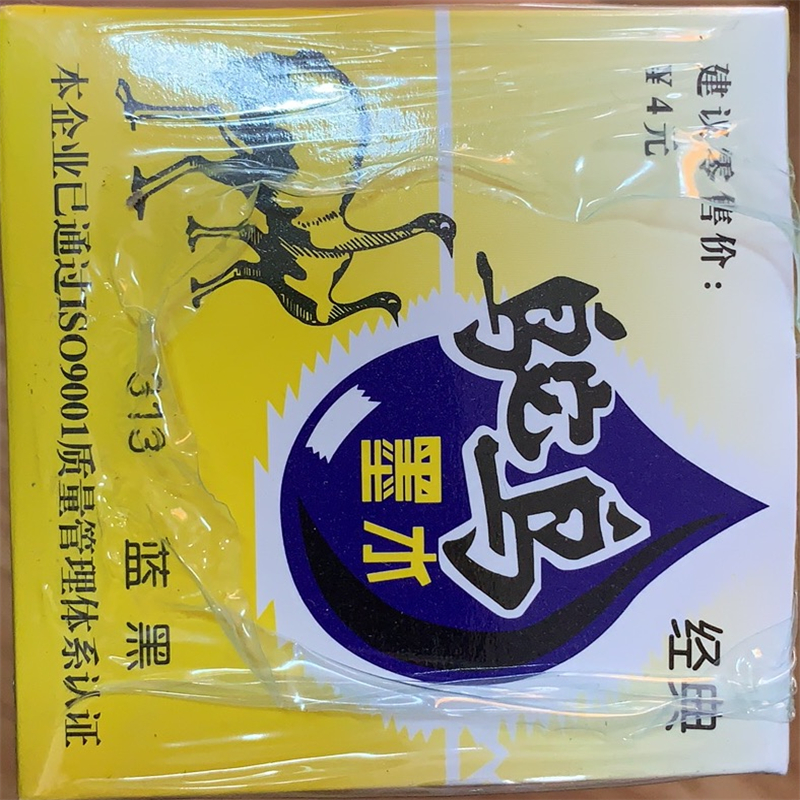 建议零售价：
￥4元
经典
鸵鸟
墨水
313 蓝黑
本企业已通过ISO9001质量管理体系认证